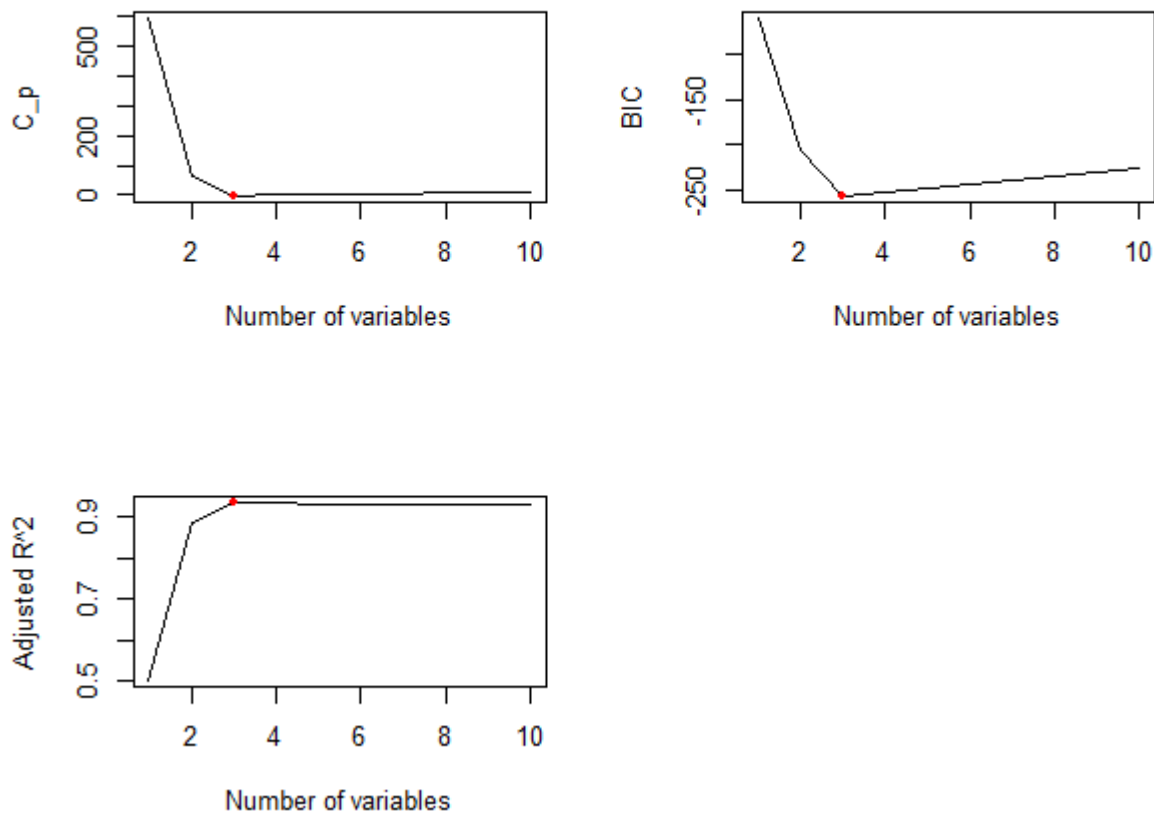 C_p
500
200
0
2 4 6 8 10
Number of variables
BIC
-150
-250
2 4 6 8 10
Number of variables
Adjusted R^2
0.9
0.7
0.5
2 4 6 8 10
Number of variables